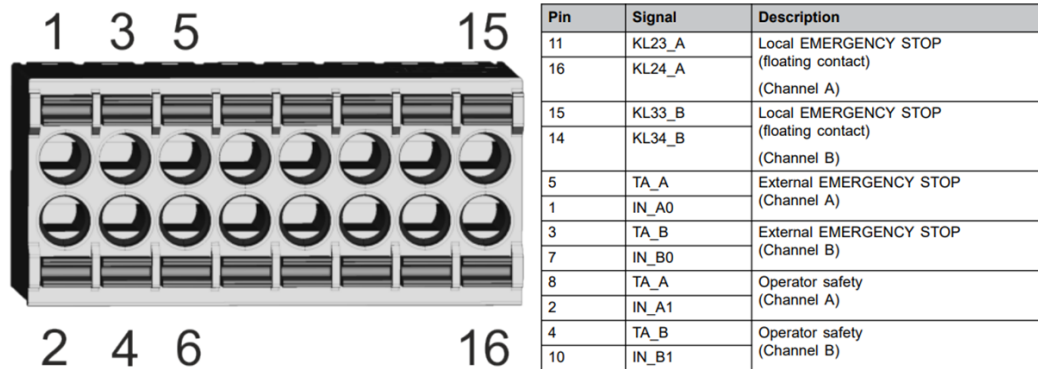 1 3 5 15
2 4 6 16
Pin Signal Description
11 KL23_A Local EMERGENCY STOP
(floating contact)
16 KL24_A
(Channel A)
15 KL33_B Local EMERGENCY STOP
(floating contact)
14 KL34_B
(Channel B)
5 TA_A External EMERGENCY STOP
(Channel A)
1 IN_A0
3 TA_B External EMERGENCY STOP
(Channel B)
7 IN_B0
8 TA_A Operator safety
(Channel A)
2 IN_A1
4 TA_B Operator safety
(Channel B)
10 IN_B1